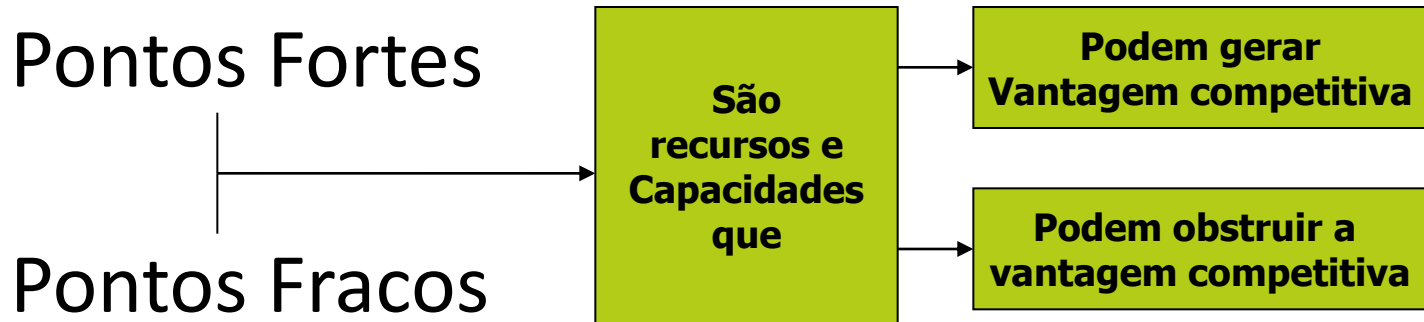 Pontos Fortes
Pontos Fracos
São
recursos e
Capacidades
que
Podem gerar
Vantagem competitiva
Podem obstruir a
vantagem competitiva